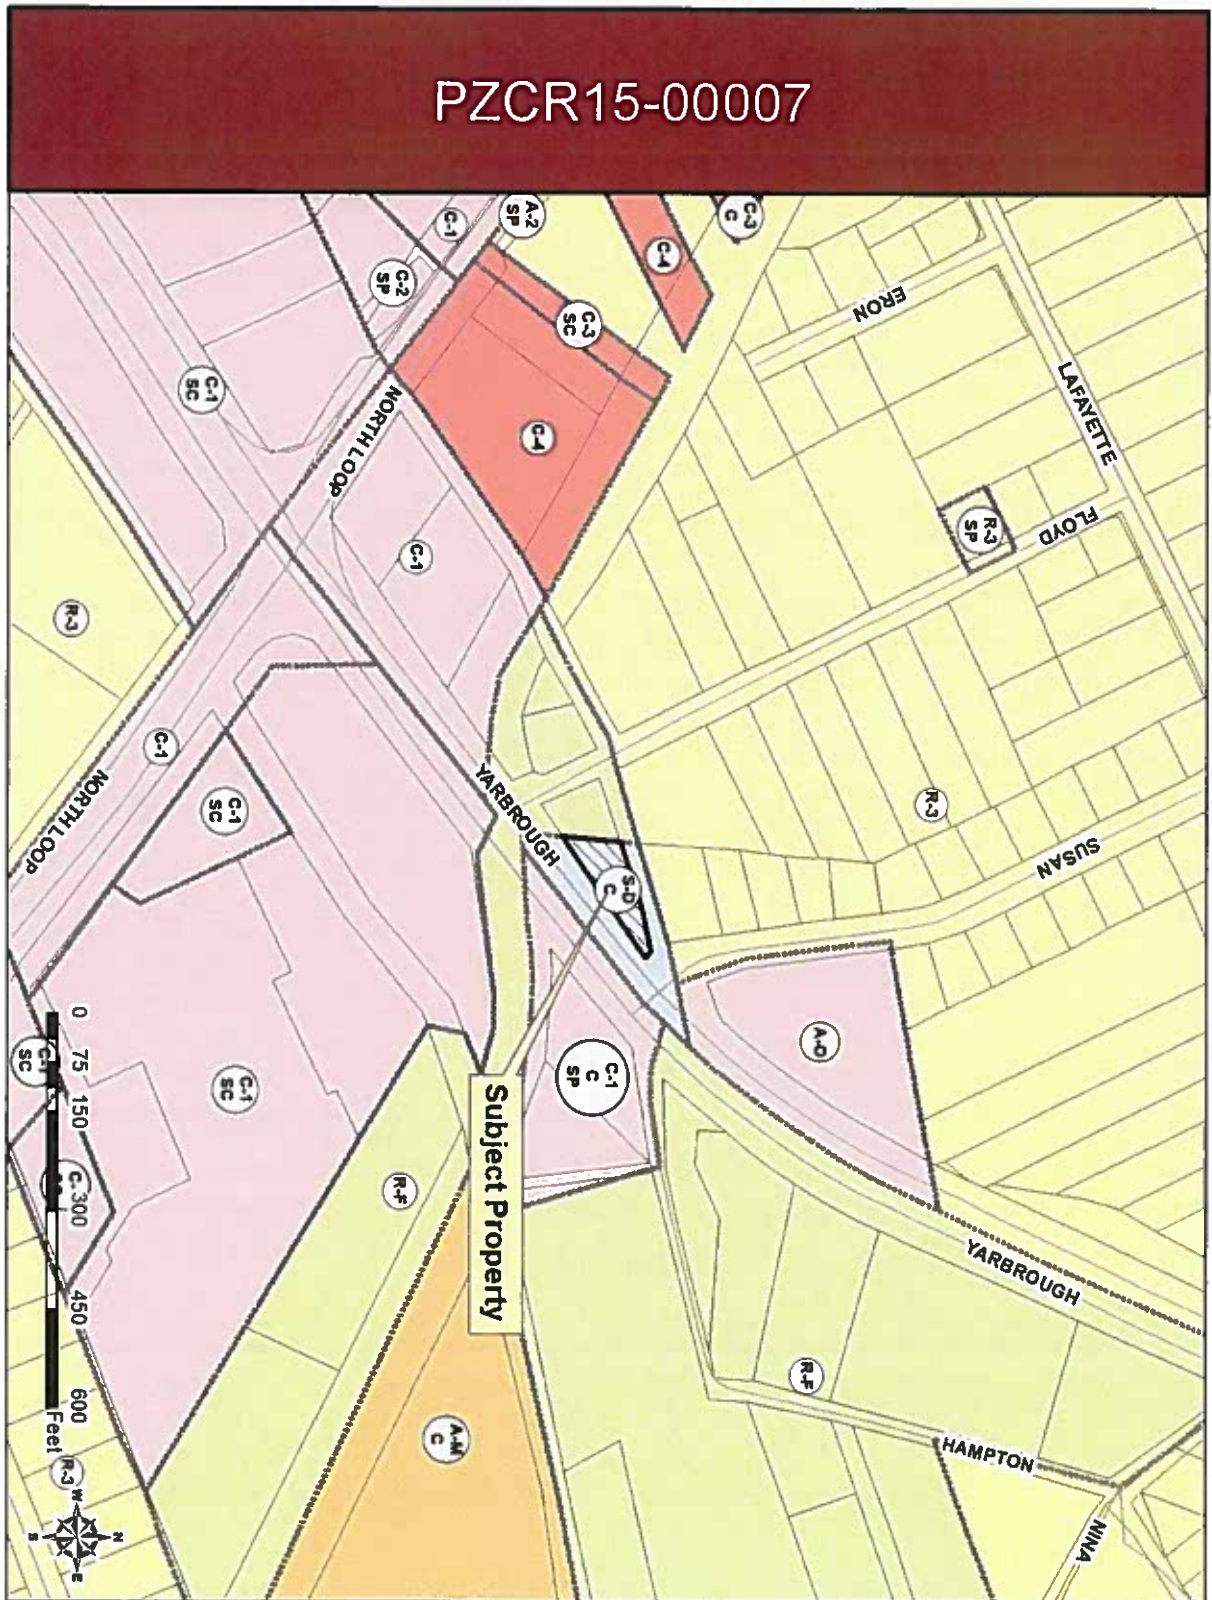 PZCR15-00007
A-2
SP
C-3
C
C-1
C-4
C-2
SP
C-3
SC
ERON
C-1
SC
NORTH LOOP
LAFAYETTE
C-4
R-3
SP
FLOYD
C-1
R-3
C-1
YARBROUGH
R-3
C-1
SC
NORTH LOOP
SUSAN
S-D
C
A-O
C-1
C
SP
C-1
SC
SC
Subject Property
R-F
YARBROUGH
R-F
A-M
C
HAMPTON
NINA
R-3
0 75 150 300 450 600
Feet
N
W
E
S